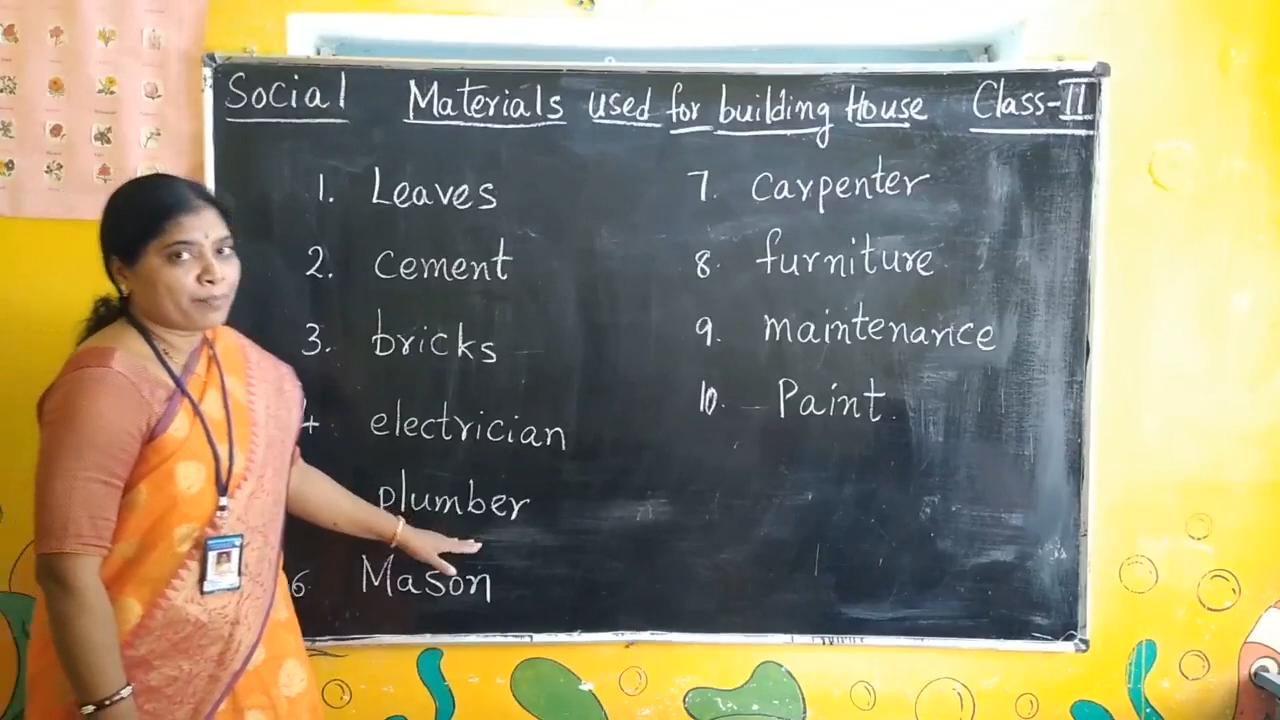 Social Materials used for building House Class-II
1. Leaves
2. cement
3. bricks
4 electrician
plumber
6. Mason
7. carpenter
8. furniture
9. maintenance
10. Paint.